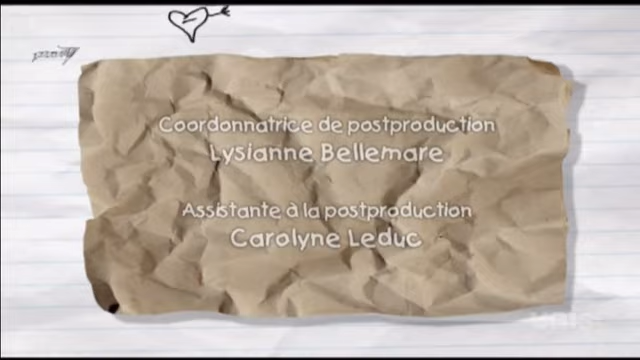 Coordonnatrice de postproduction
Lysianne Bellemare
Assistante à la postproduction
Carolyne Leduc